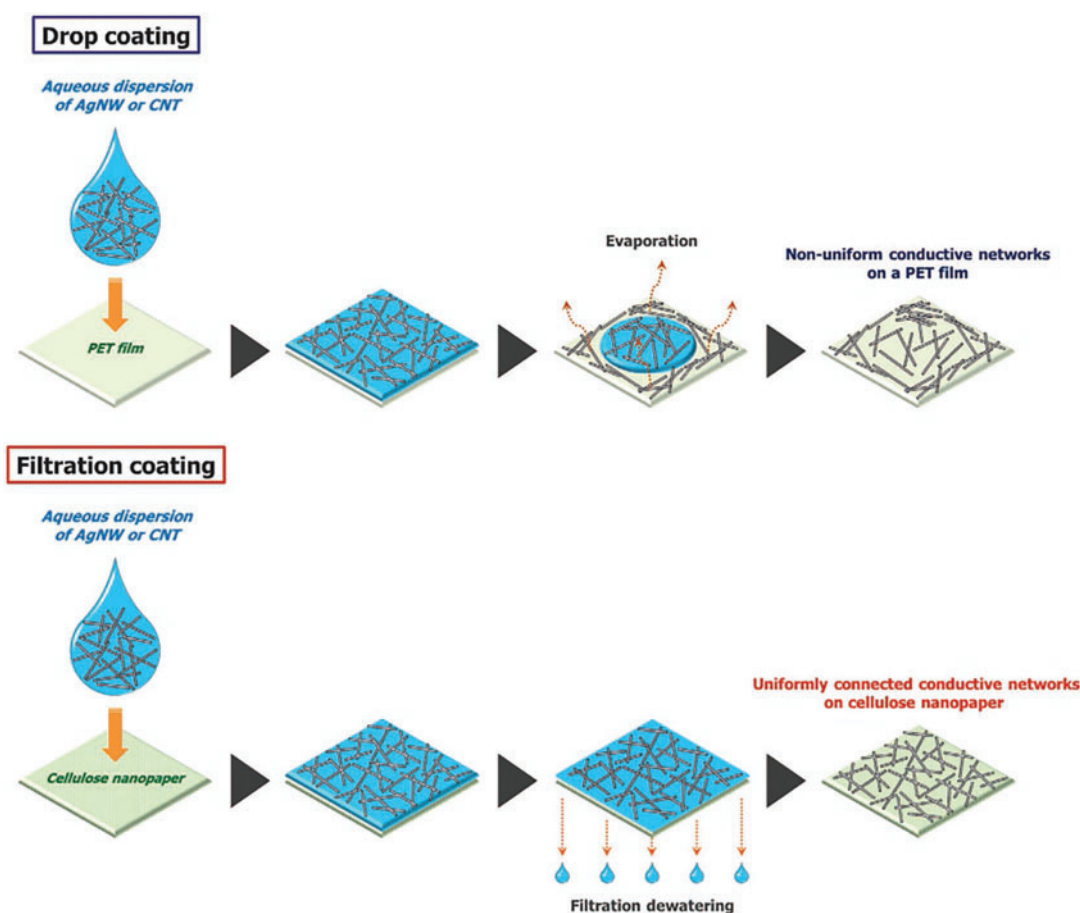 Drop coating
Aqueous dispersion
of AgNW or CNT
PET film
Evaporation
Non-uniform conductive networks
on a PET film
Filtration coating
Aqueous dispersion
of AgNW or CNT
Cellulose nanopaper
Filtration dewatering
Uniformly connected conductive networks
on cellulose nanopaper